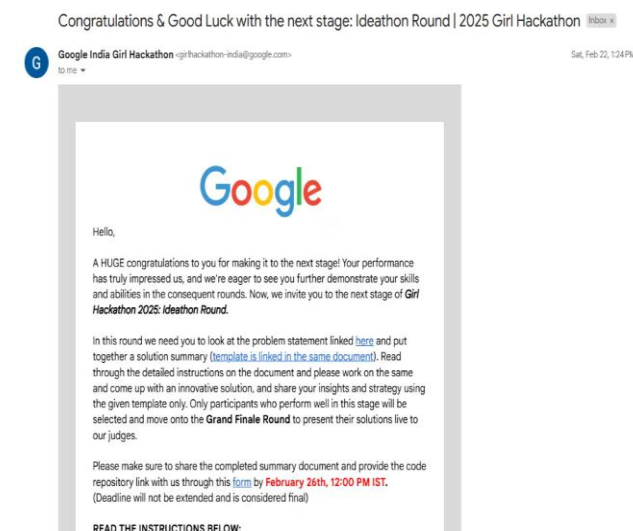 Congratulations & Good Luck with the next stage: Ideathon Round | 2025 Girl Hackathon Inbox x
G
Google India Girl Hackathon <girlhackathon-india@google.com>
Sat, Feb 22, 1:24 PM
to me
Google
Hello,
A HUGE congratulations to you for making it to the next stage! Your performance
has truly impressed us, and we're eager to see you further demonstrate your skills
and abilities in the consequent rounds. Now, we invite you to the next stage of Girl
Hackathon 2025: Ideathon Round.
In this round we need you to look at the problem statement linked here and put
together a solution summary (template is linked in the same document). Read
through the detailed instructions on the document and please work on the same
and come up with an innovative solution, and share your insights and strategy using
the given template only. Only participants who perform well in this stage will be
selected and move onto the Grand Finale Round to present their solutions live to
our judges.
Please make sure to share the completed summary document and provide the code
repository link with us through this form by February 26th, 12:00 PM IST.
(Deadline will not be extended and is considered final)
READ THE INSTRUCTIONS BELOW: